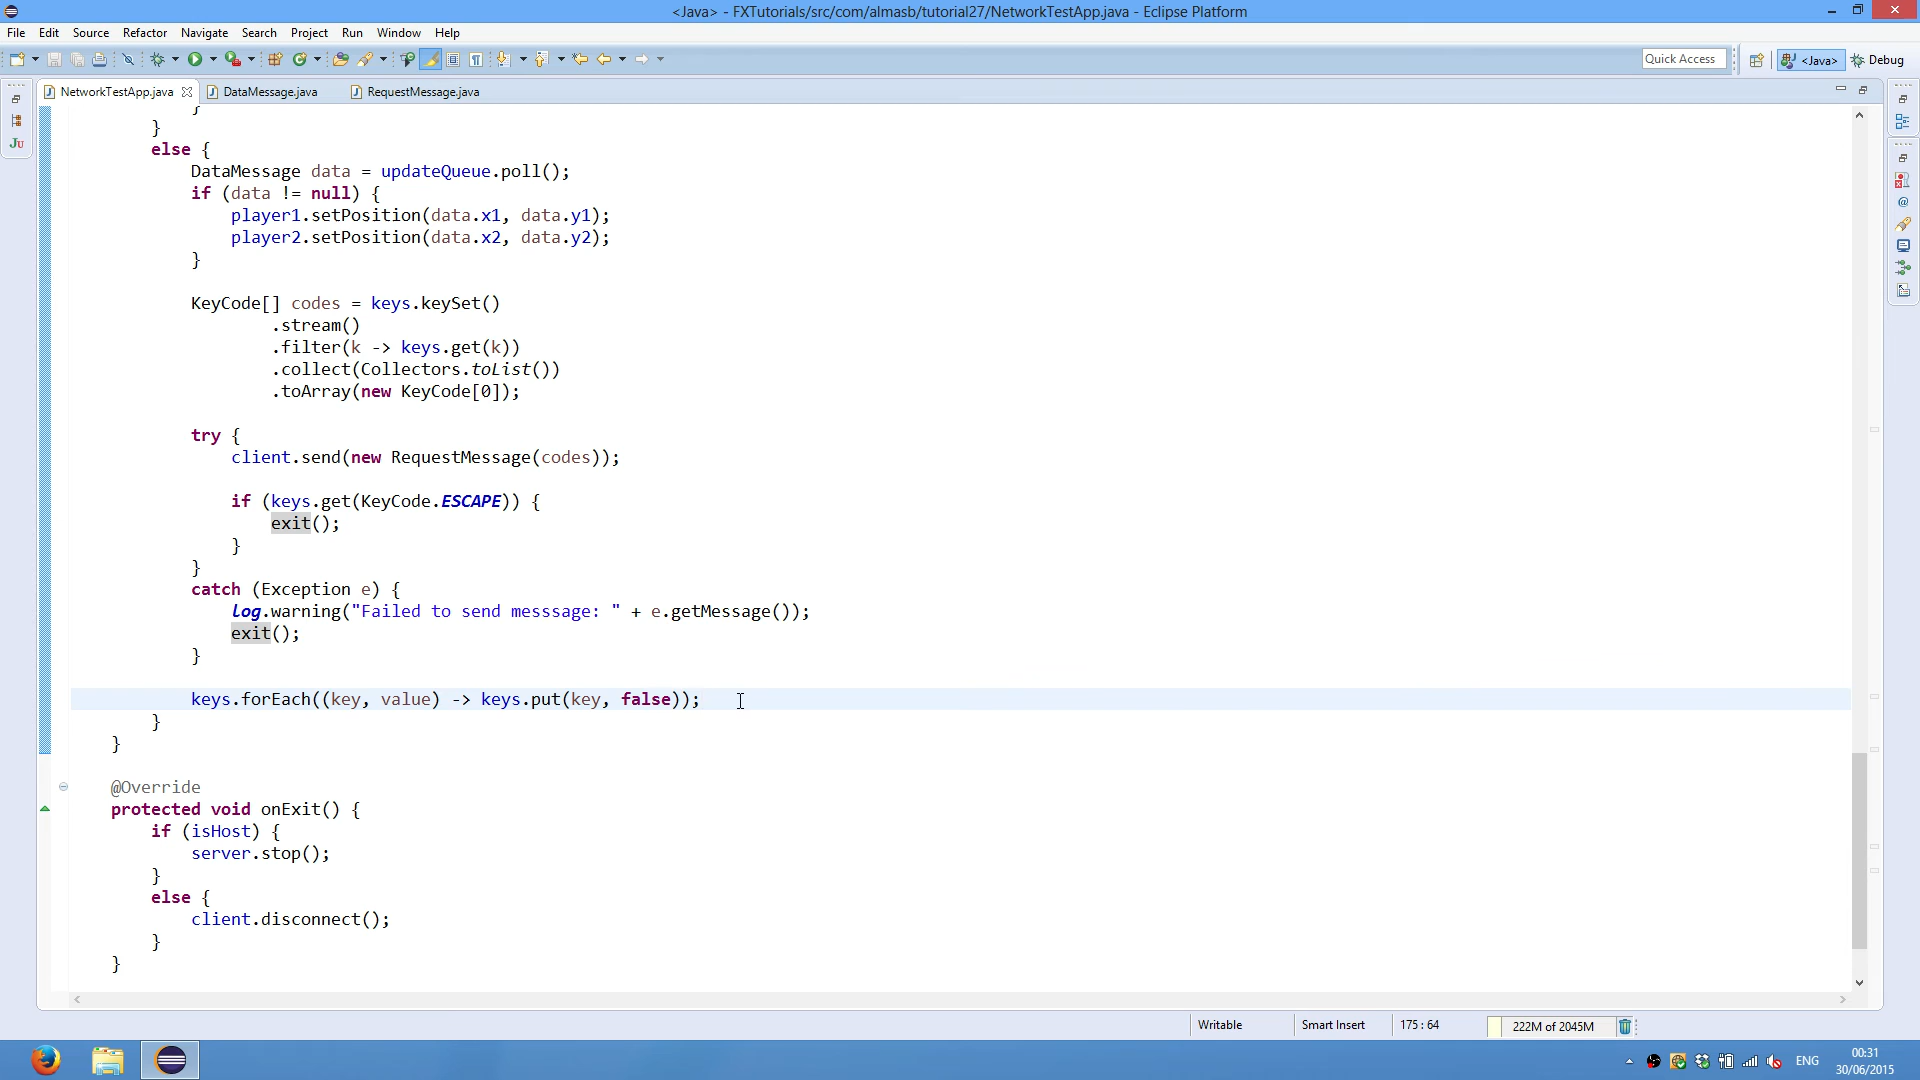 <Java> - FXTutorials/src/com/almasb/tutorial27/NetworkTestApp.java - Eclipse Platform
File Edit Source Refactor Navigate Search Project Run Window Help
Quick Access <Java> Debug
NetworkTestApp.java DataMessage.java RequestMessage.java
}
}
else {
DataMessage data = updateQueue.poll();
if (data != null) {
player1.setPosition(data.x1, data.y1);
player2.setPosition(data.x2, data.y2);
}
KeyCode[] codes = keys.keySet()
.stream()
.filter(k -> keys.get(k))
.collect(Collectors.toList())
.toArray(new KeyCode[0]);
try {
client.send(new RequestMessage(codes));
if (keys.get(KeyCode.ESCAPE)) {
exit();
}
}
catch (Exception e) {
log.warning("Failed to send messsage: " + e.getMessage());
exit();
}
keys.forEach((key, value) -> keys.put(key, false));
}
}
@Override
protected void onExit() {
if (isHost) {
server.stop();
}
else {
client.disconnect();
}
}
Writable Smart Insert 175 : 64 222M of 2045M
ENG 00:31
30/06/2015